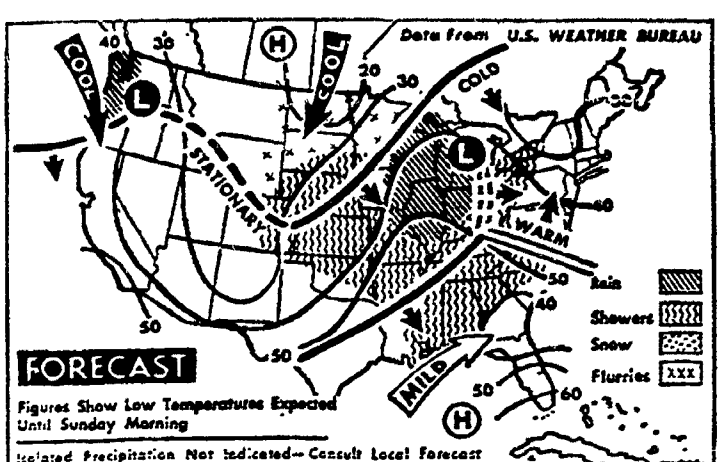 Data From U.S. WEATHER BUREAU
40 30 H COOL
COOL
20 30 COLD
L
30
STATIONARY
L
40
WARM
50
Rain
40
50
Showers
50
Snow
FORECAST
MILD
Flurries
xxx
50 60
Figures Show Low Temperatures Expected
Until Sunday Morning
H
Isolated Precipitation Not Indicated— Consult Local Forecast